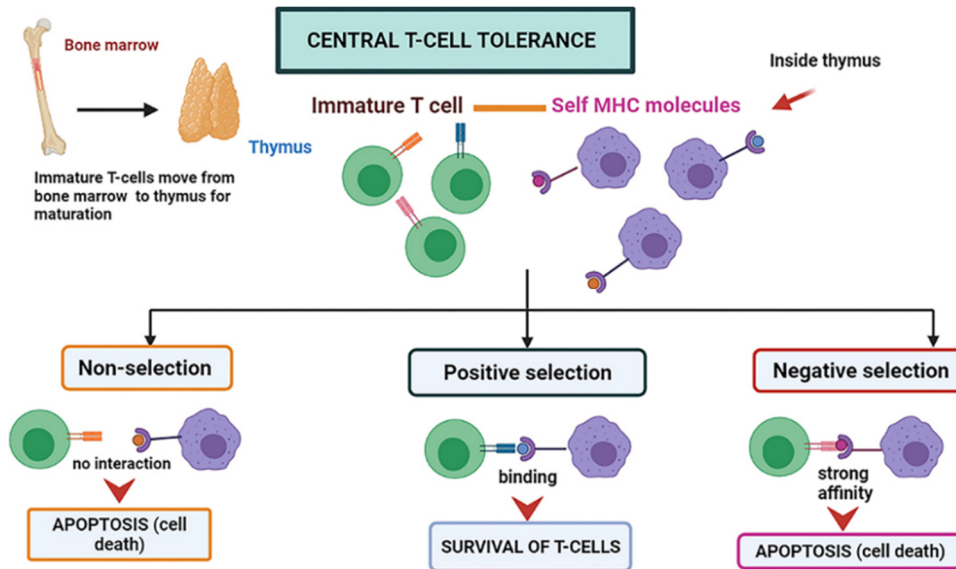 CENTRAL T-CELL TOLERANCE
Bone marrow
Thymus
Immature T-cells move from
bone marrow to thymus for
maturation
Inside thymus
Immature T cell
Self MHC molecules
Non-selection
no interaction
APOPTOSIS (cell
death)
Positive selection
binding
SURVIVAL OF T-CELLS
Negative selection
strong
affinity
APOPTOSIS (cell death)